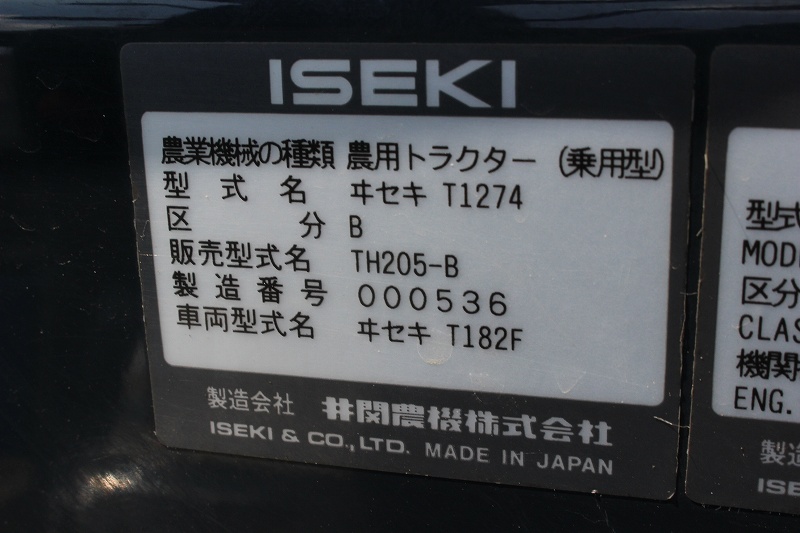 ISEKI
農業機械の種類 農用トラクター (乗用型)
型式名 ヰセキ T1274
区分 B
販売型式名 TH205-B
製造番号 000536
車両型式名 ヰセキ T182F
製造会社 井関農機株式会社
ISEKI & CO., LTD. MADE IN JAPAN
型式
MOD
区分
CLAS
機関
ENG.
製造
ISE